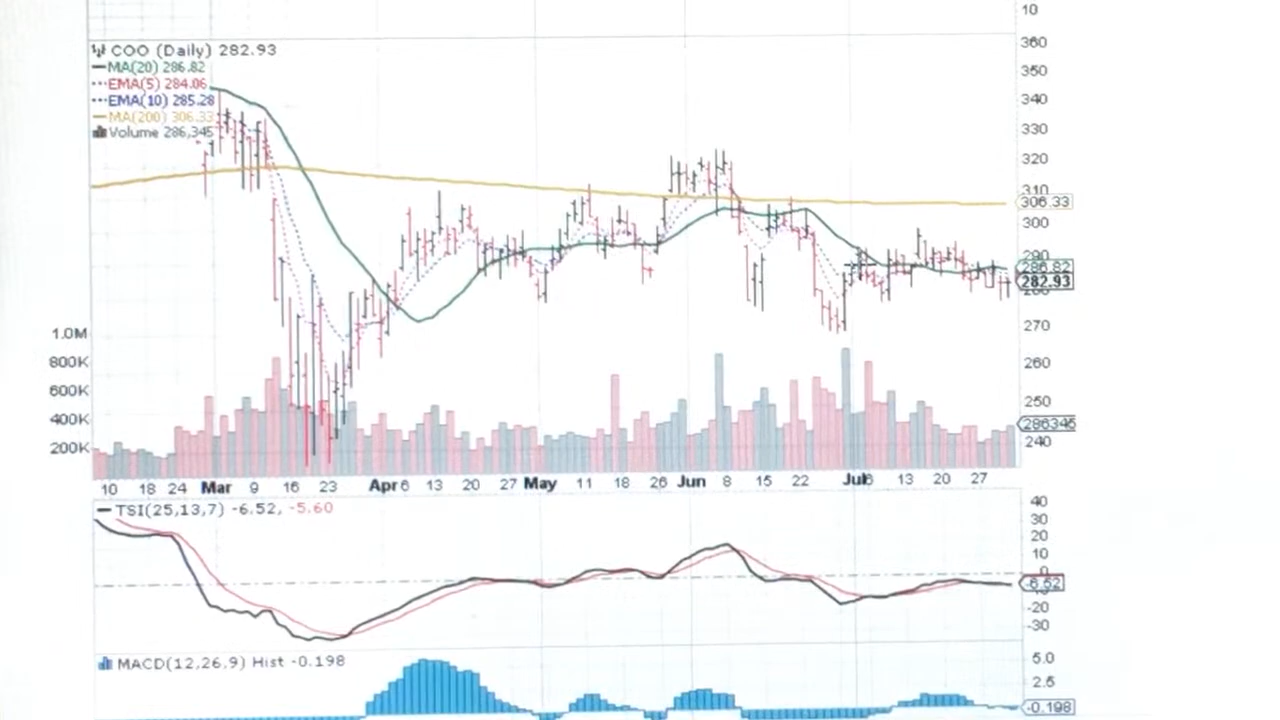 10
COO (Daily) 282.93
MA(20) 286.82
EMA(5) 284.06
EMA(10) 285.28
MA(200) 306.33
Volume 286,345
360
350
340
330
320
310
306.33
300
290
286.82
282.93
270
260
250
286345
240
1.0M
800K
600K
400K
200K
10 18 24 Mar 9 16 23 Apr 6 13 20 27 May 11 18 26 Jun 8 15 22 Jul 13 20 27
TSI(25,13,7) -6.52, -5.60
40
30
20
10
0
-6.52
-20
-30
MACD(12,26,9) Hist -0.198
5.0
2.5
-0.198